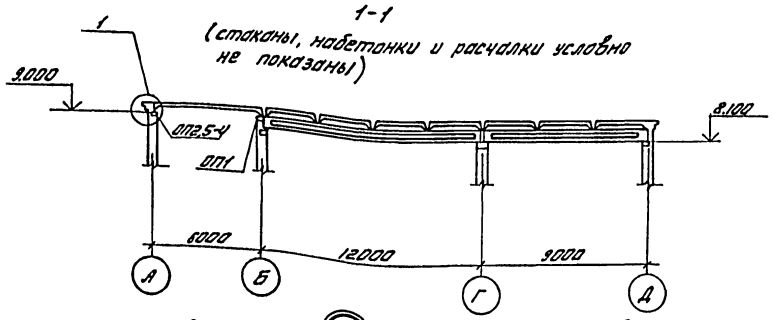 1-1
(стаканы, набетонки и расчалки условно
не показаны)
1
9.000
8.100
ОП2,5-4
ОП1
6000
12000
9000
А
Б
Г
Д